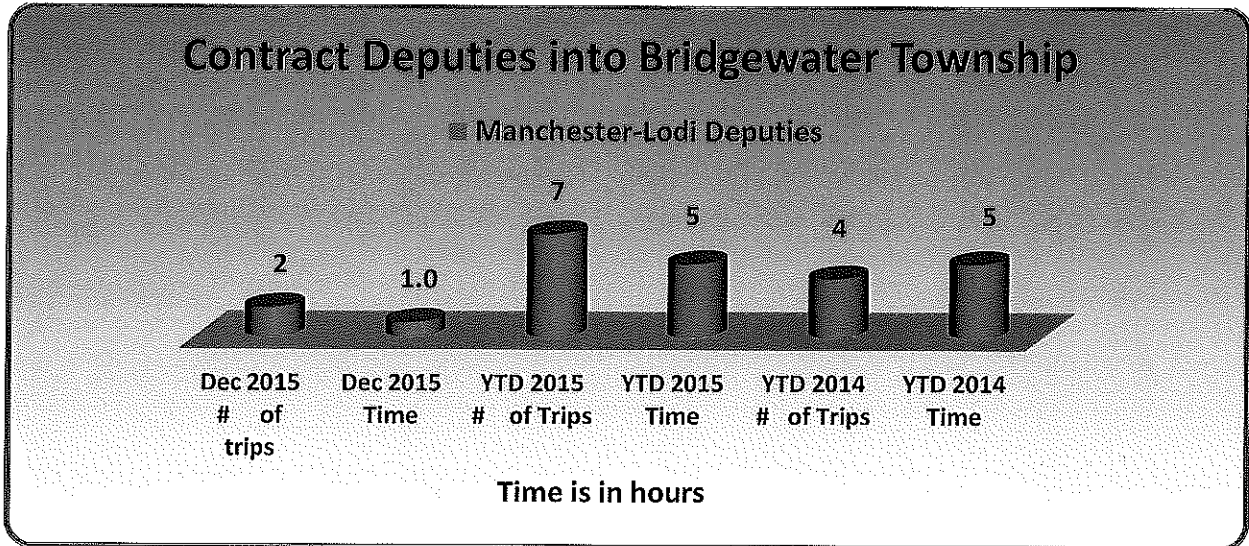 Contract Deputies into Bridgewater Township
Manchester-Lodi Deputies
2
1.0
7
5
4
5
Dec 2015 # of trips
Dec 2015 Time
YTD 2015 # of Trips
YTD 2015 Time
YTD 2014 # of Trips
YTD 2014 Time
Time is in hours